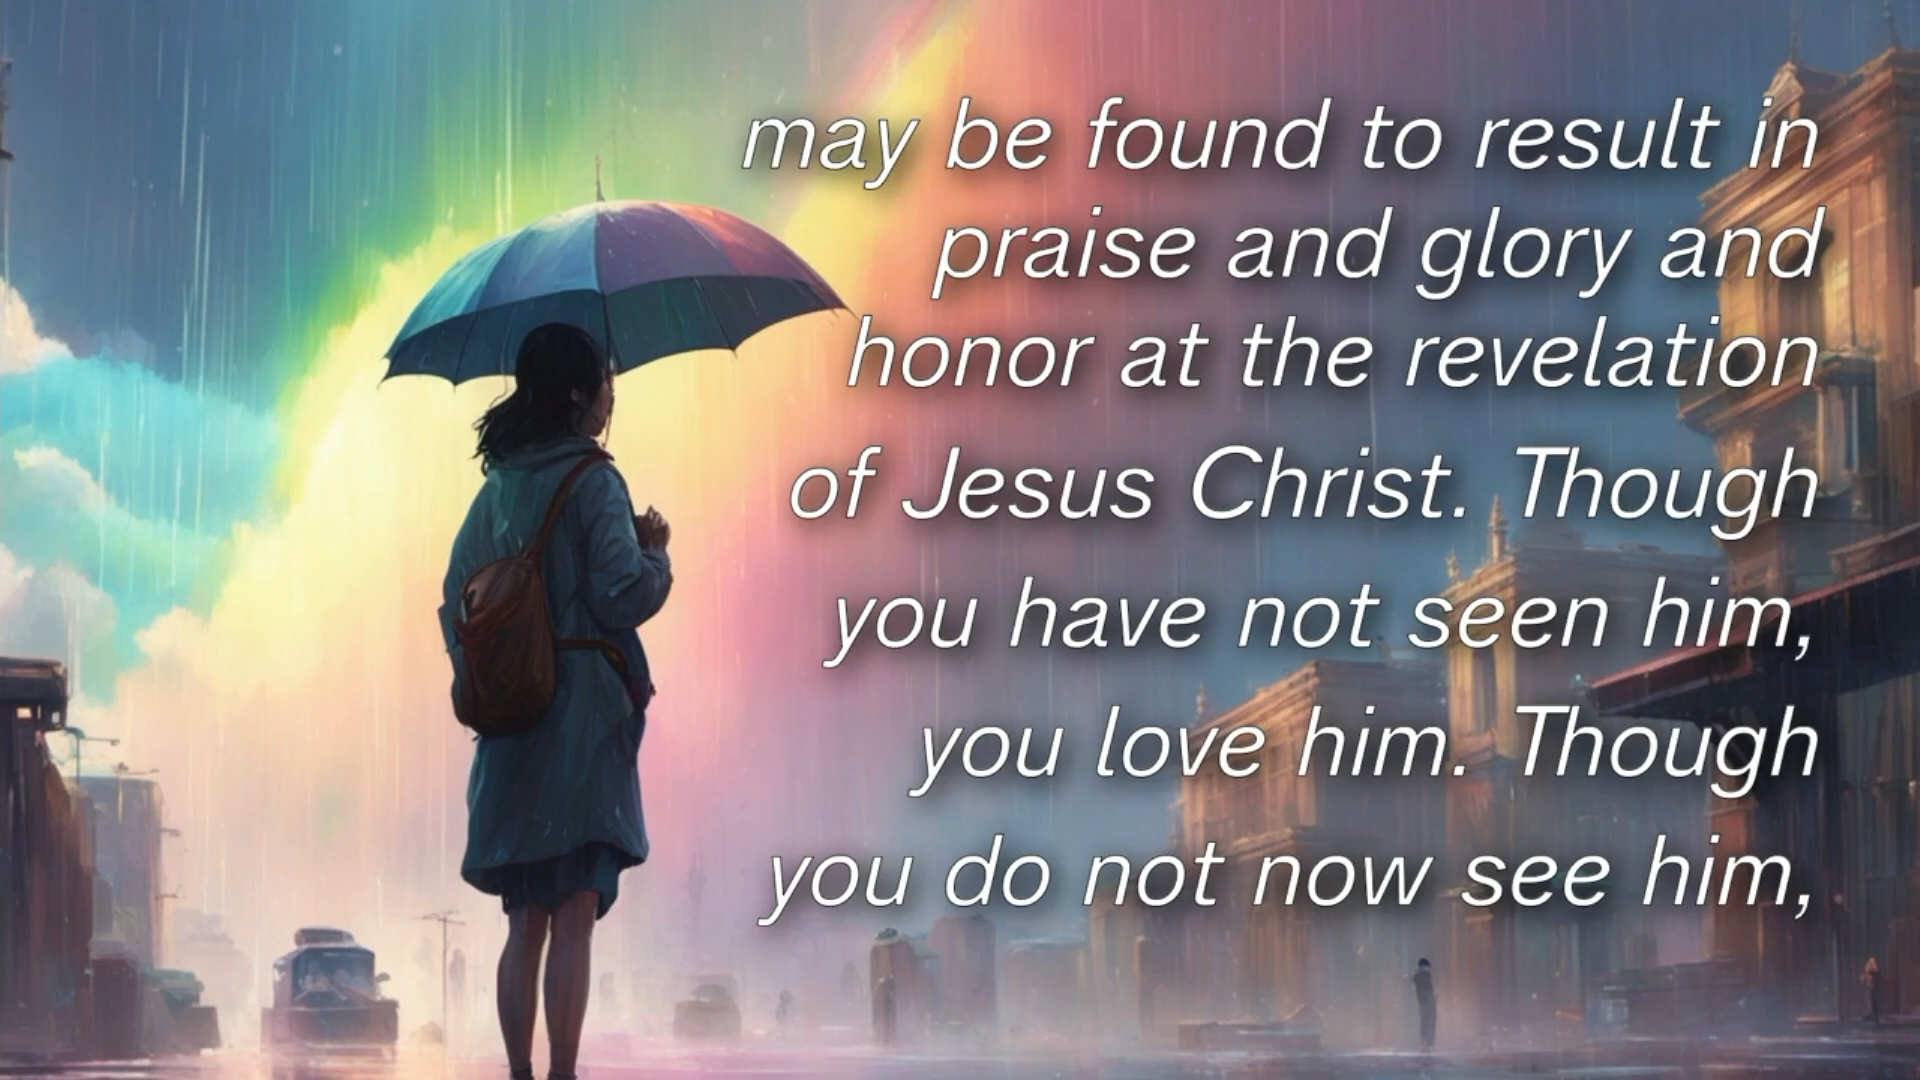 may be found to result in
praise and glory and
honor at the revelation
of Jesus Christ. Though
you have not seen him,
you love him. Though
you do not now see him,